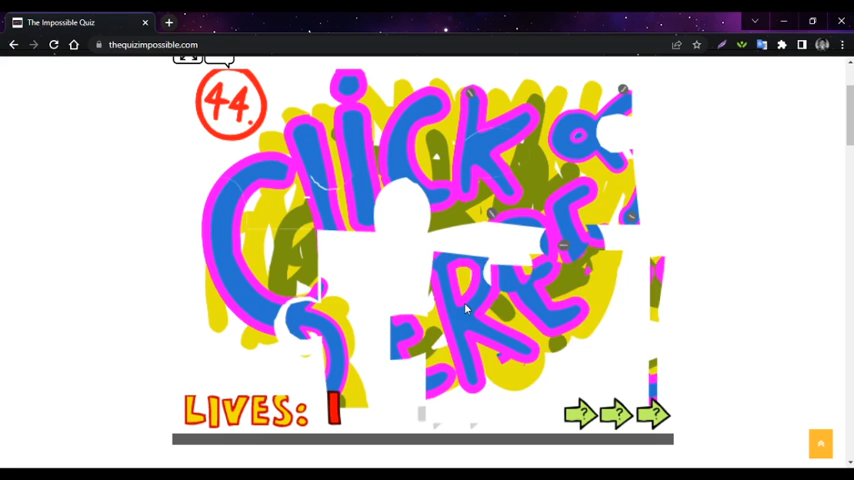 The Impossible Quiz
thequizimpossible.com
44.
CLiCK
LIVES: 1
? ? ?